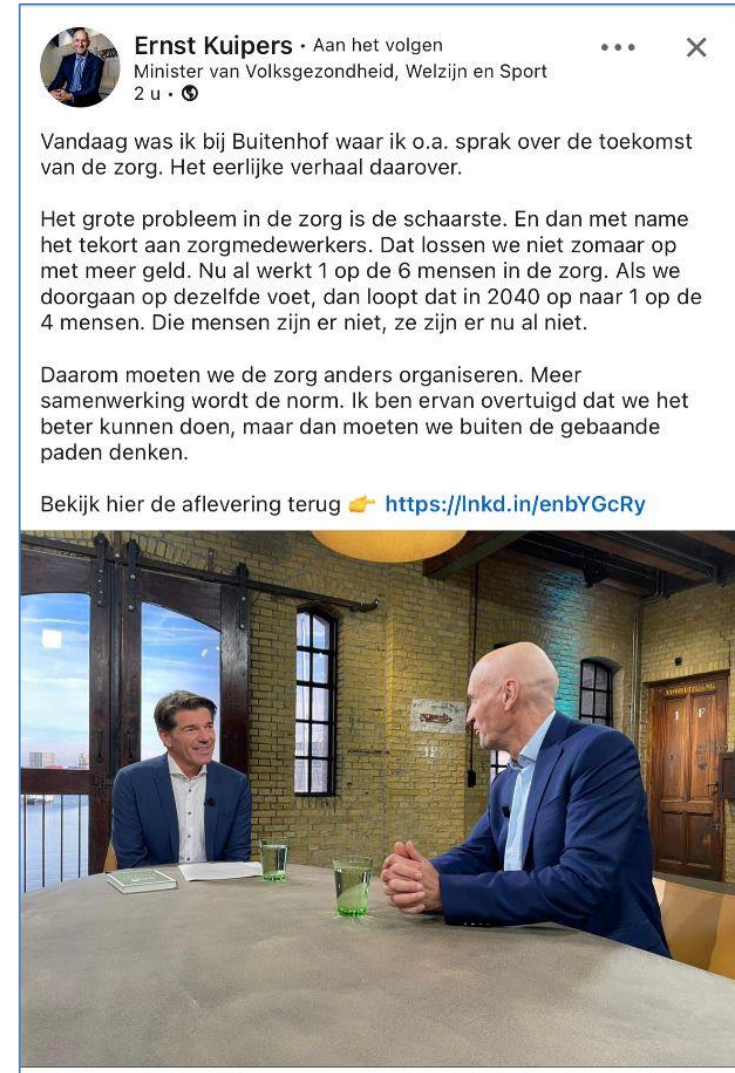 Ernst Kuipers • Aan het volgen
Minister van Volksgezondheid, Welzijn en Sport
2 u •
Vandaag was ik bij Buitenhof waar ik o.a. sprak over de toekomst
van de zorg. Het eerlijke verhaal daarover.
Het grote probleem in de zorg is de schaarste. En dan met name
het tekort aan zorgmedewerkers. Dat lossen we niet zomaar op
met meer geld. Nu al werkt 1 op de 6 mensen in de zorg. Als we
doorgaan op dezelfde voet, dan loopt dat in 2040 op naar 1 op de
4 mensen. Die mensen zijn er niet, ze zijn er nu al niet.
Daarom moeten we de zorg anders organiseren. Meer
samenwerking wordt de norm. Ik ben ervan overtuigd dat we het
beter kunnen doen, maar dan moeten we buiten de gebaande
paden denken.
Bekijk hier de aflevering terug 👉 https://lnkd.in/enbYGcRy